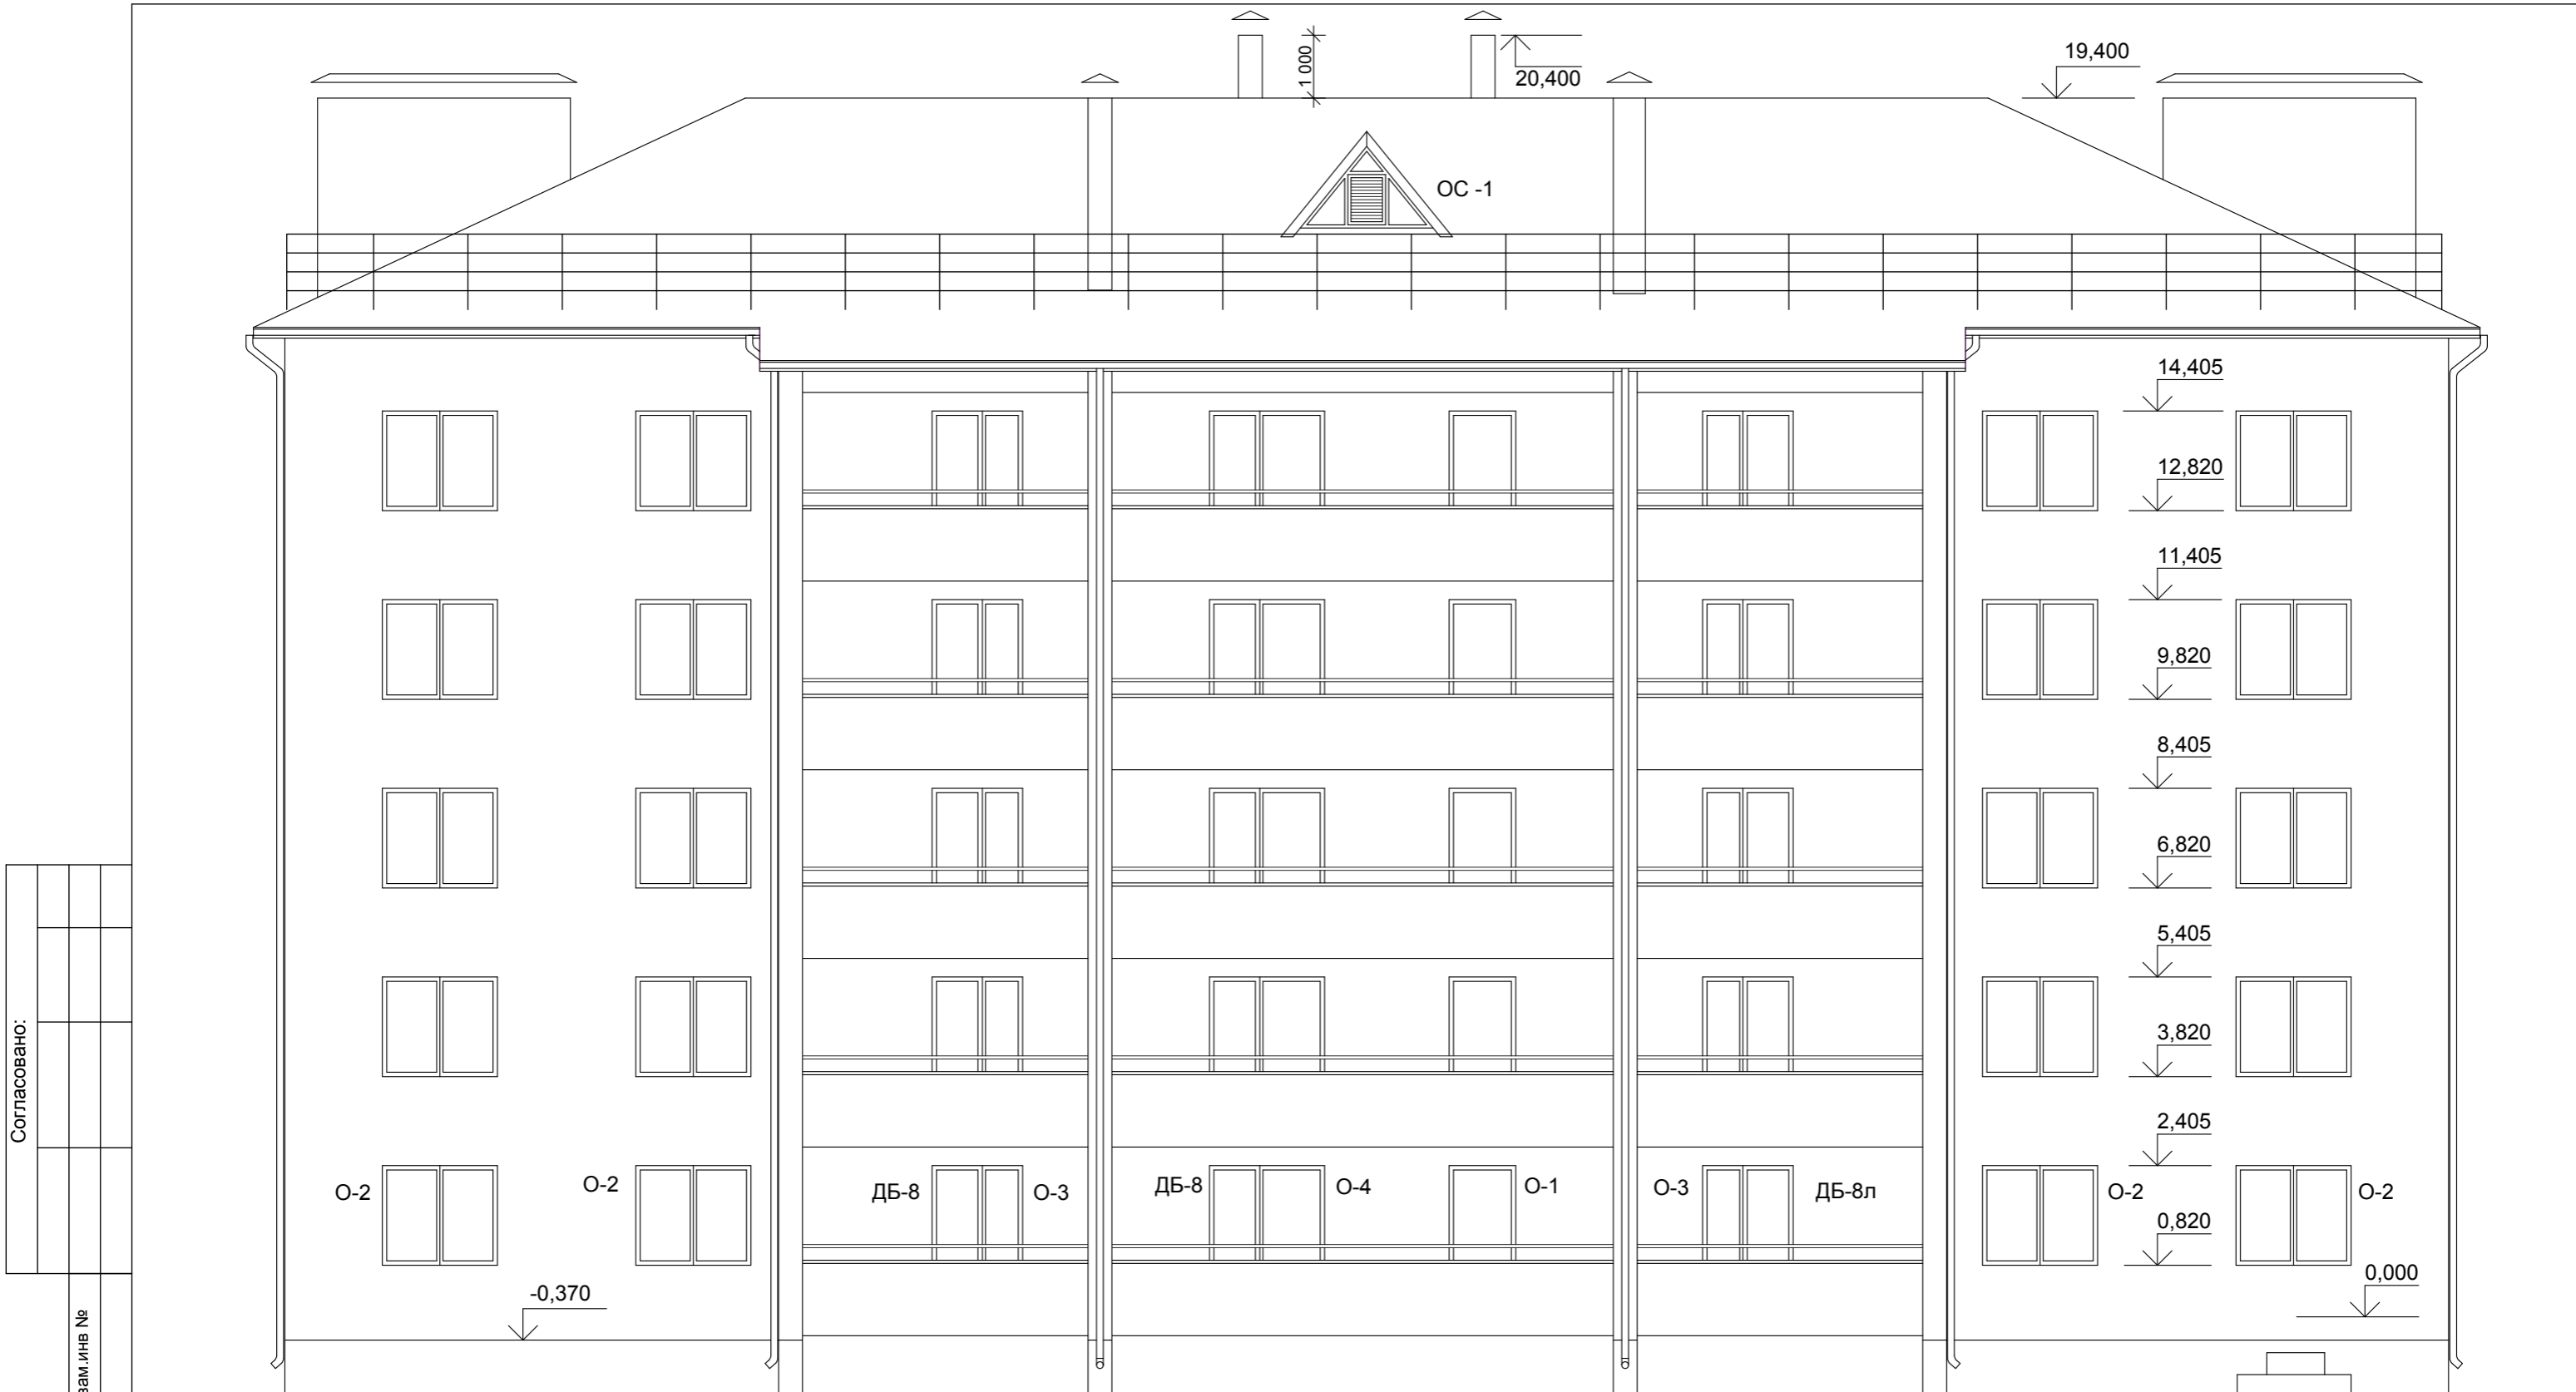 19,400
1 000
20,400
ОС -1
14,405
12,820
11,405
9,820
8,405
6,820
5,405
3,820
Согласовано:
2,405
О-2
О-2
ДБ-8
О-3
ДБ-8
О-4
О-1
О-3
ДБ-8л
О-2
О-2
0,820
0,000
-0,370
зам.инв №